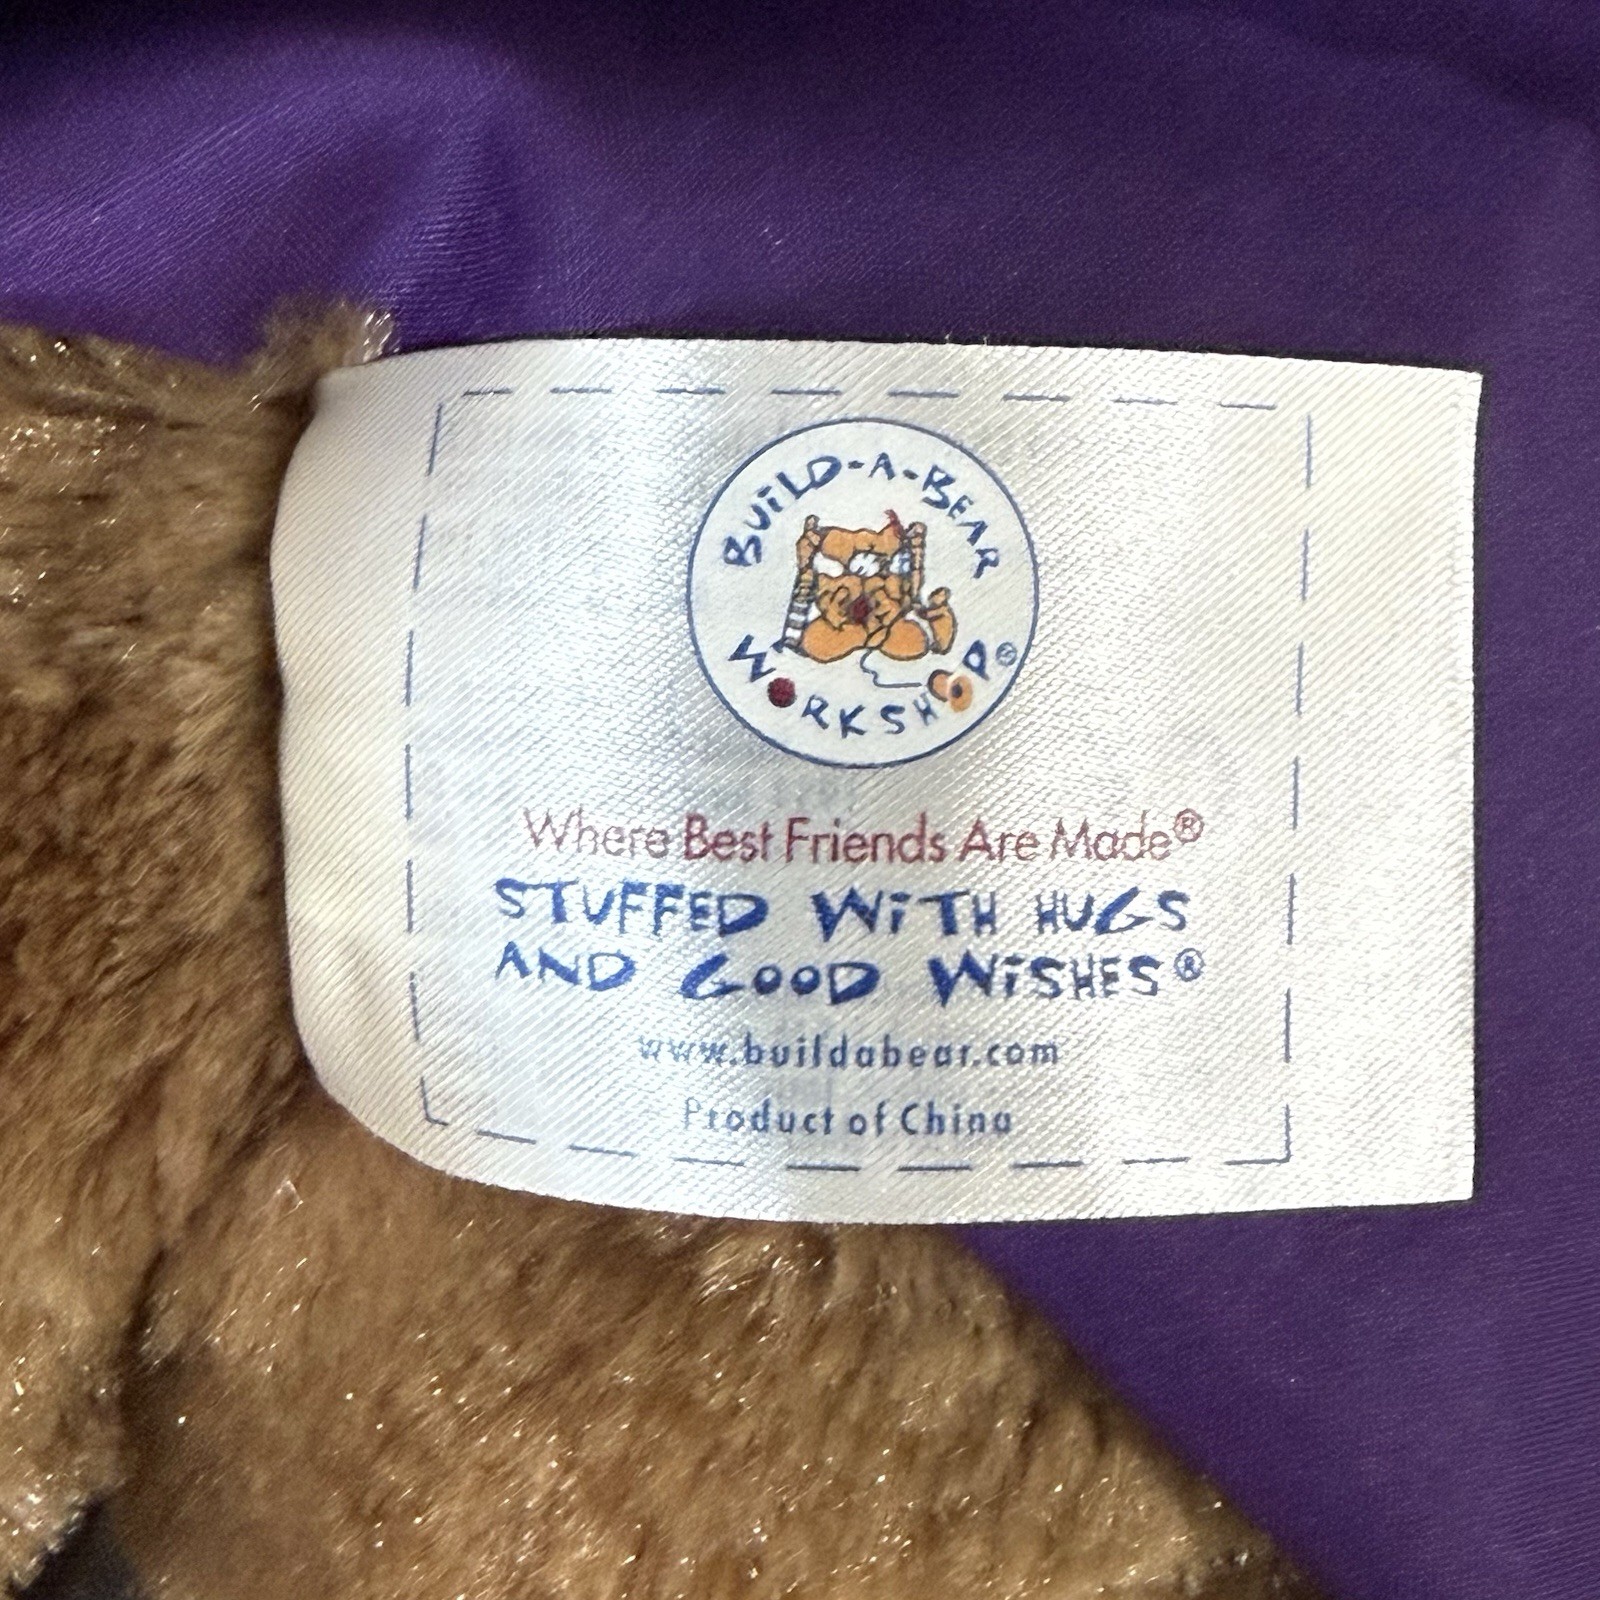 BUiLD-A-BEAR
WORKSHOP®
Where Best Friends Are Made®
STUFFED WiTH HUGS
AND GOOD WiSHES®
www.buildabear.com
Product of China